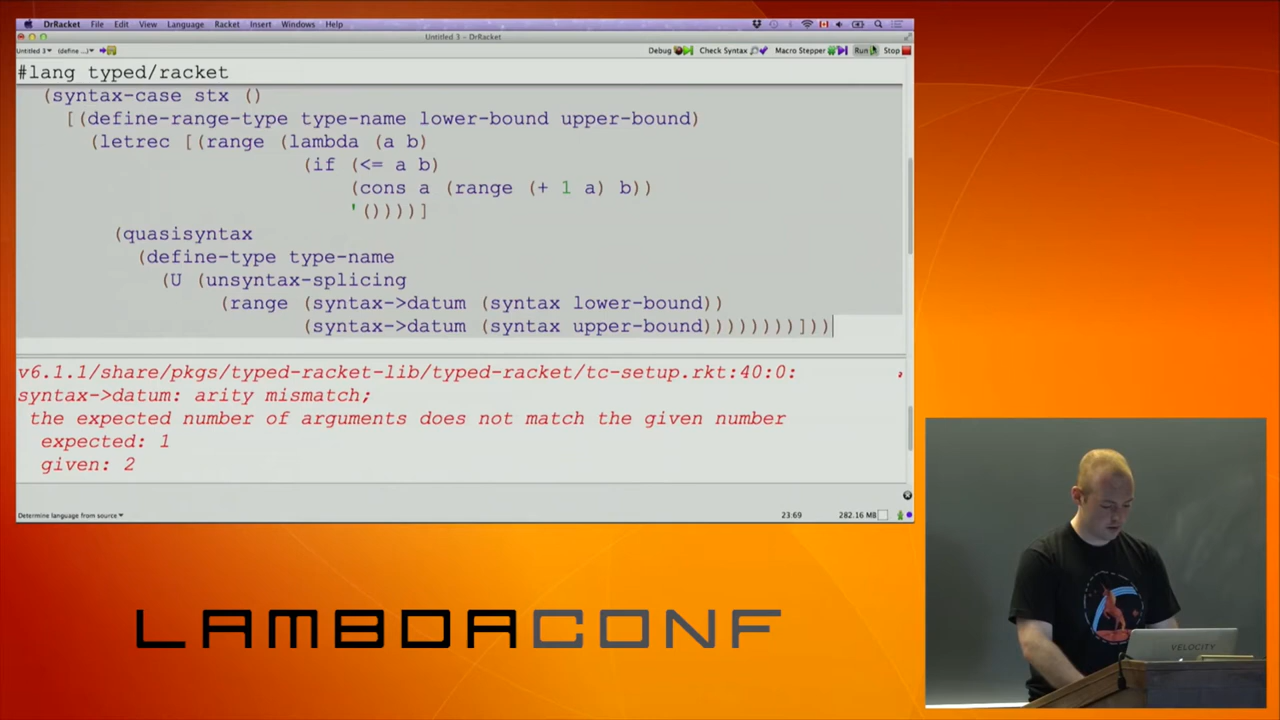 DrRacket File Edit View Language Racket Insert Windows Help
Untitled 3 – DrRacket
Untitled 3 (define ...) Debug Check Syntax Macro Stepper Run Stop
#lang typed/racket
(syntax-case stx ()
[(define-range-type type-name lower-bound upper-bound)
(letrec [(range (lambda (a b)
(if (<= a b)
(cons a (range (+ 1 a) b))
'())))]
(quasisyntax
(define-type type-name
(U (unsyntax-splicing
(range (syntax->datum (syntax lower-bound))
(syntax->datum (syntax upper-bound))))))))]))
v6.1.1/share/pkgs/typed-racket-lib/typed-racket/tc-setup.rkt:40:0:
syntax->datum: arity mismatch;
the expected number of arguments does not match the given number
expected: 1
given: 2
Determine language from source 23:69 282.16 MB
LAMBDACONF
VELOCITY